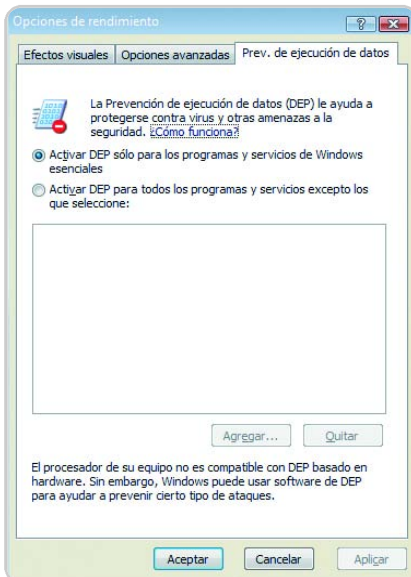 Opciones de rendimiento
Efectos visuales Opciones avanzadas Prev. de ejecución de datos
La Prevención de ejecución de datos (DEP) le ayuda a
protegerse contra virus y otras amenazas a la
seguridad. ¿Cómo funciona?
Activar DEP sólo para los programas y servicios de Windows
esenciales
Activar DEP para todos los programas y servicios excepto los
que seleccione:
Agregar... Quitar
El procesador de su equipo no es compatible con DEP basado en
hardware. Sin embargo, Windows puede usar software de DEP
para ayudar a prevenir cierto tipo de ataques.
Aceptar Cancelar Aplicar